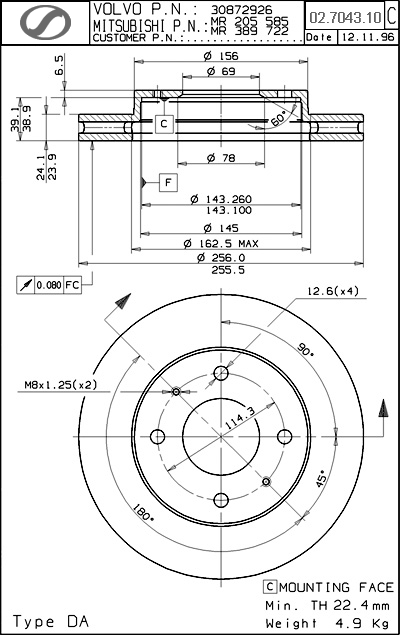 VOLVO P.N.: 30872926
MITSUBISHI P.N.: MR 205 585
MR 389 722
CUSTOMER P.N.:
02.7043.10 C
Date 12.11.96
Ø 156
Ø 69
6.5
39.1
38.9
24.1
23.9
C
60°
Ø 78
F
Ø 143.260
143.100
Ø 145
Ø 162.5 MAX
Ø 256.0
255.5
0.080 FC
12.6(x4)
90°
M8x1.25(x2)
114.3
45°
180°
C MOUNTING FACE
Min. TH 22.4mm
Type DA
Weight 4.9 Kg